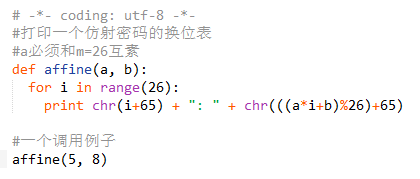 # -*- coding: utf-8 -*-
#打印一个仿射密码的换位表
#a必须和m=26互素
def affine(a, b):
  for i in range(26):
    print chr(i+65) + ": " + chr(((a*i+b)%26)+65)
#一个调用例子
affine(5, 8)